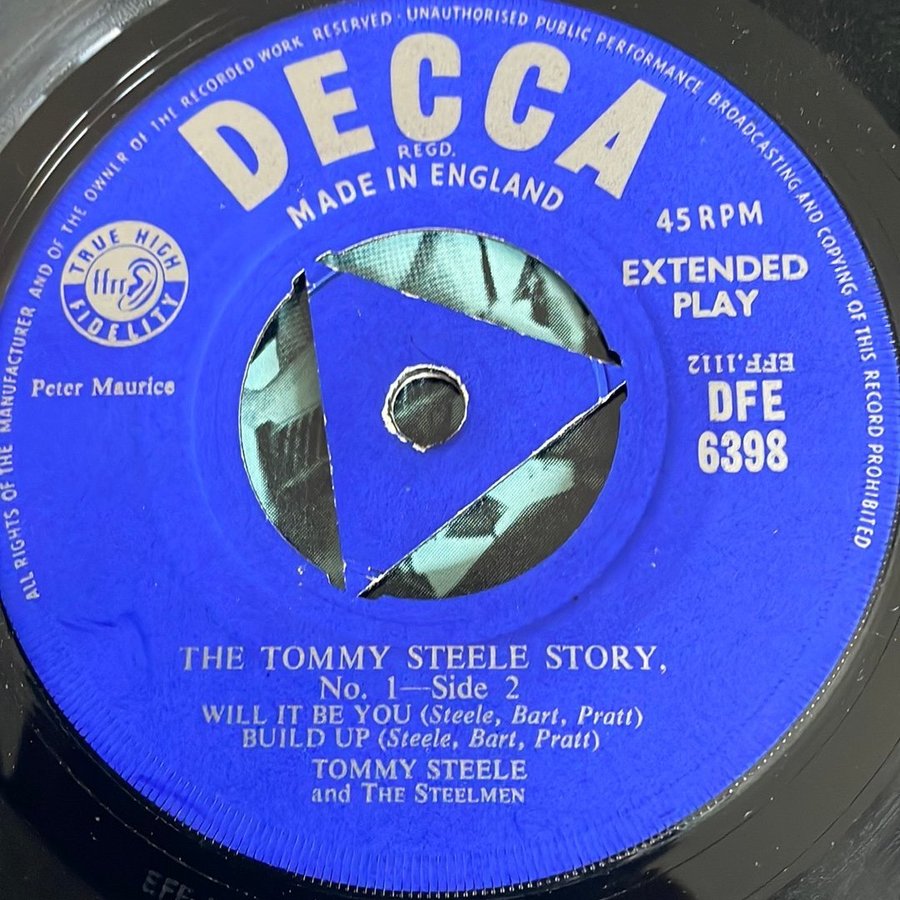 ALL RIGHTS OF THE MANUFACTURER AND OF THE OWNER OF THE RECORDED WORK RESERVED · UNAUTHORISED PUBLIC PERFORMANCE BROADCASTING AND COPYING OF THIS RECORD PROHIBITED
DECCA
REGD.
MADE IN ENGLAND
45 RPM
TRUE HIGH
ffrr
FIDELITY
EXTENDED
PLAY
Peter Maurice
EFF.1112
DFE
6398
THE TOMMY STEELE STORY,
No. 1—Side 2
WILL IT BE YOU (Steele, Bart, Pratt)
BUILD UP (Steele, Bart, Pratt)
TOMMY STEELE
and THE STEELMEN